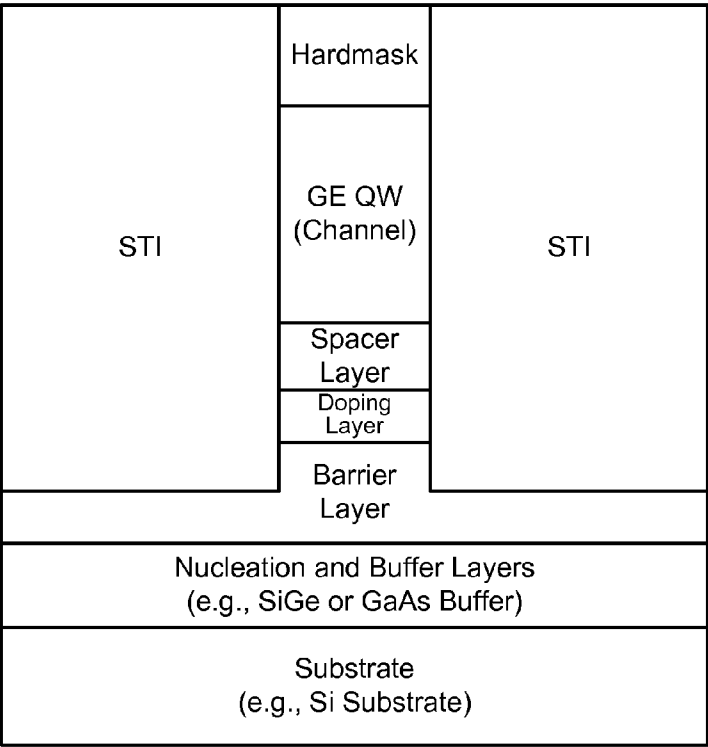 Hardmask
GE QW
(Channel)
STI
STI
Spacer
Layer
Doping
Layer
Barrier
Layer
Nucleation and Buffer Layers
(e.g., SiGe or GaAs Buffer)
Substrate
(e.g., Si Substrate)